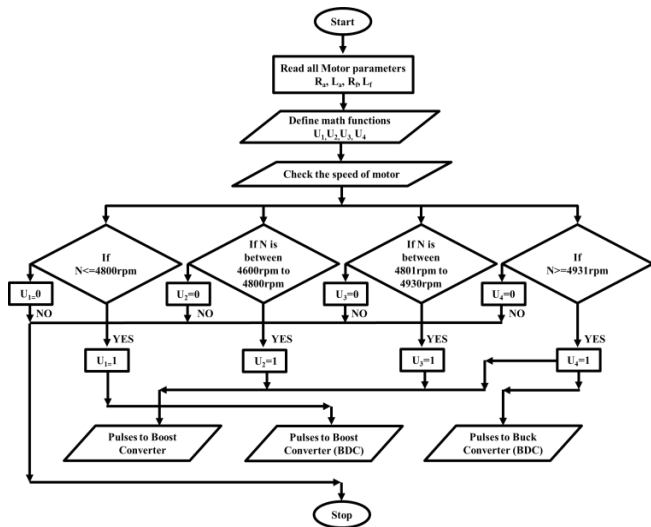 Start
Read all Motor parameters
Ra, La, Rf, Lf
Define math functions
U1,U2,U3, U4
Check the speed of motor
If
N<=4800rpm
If N is
between
4600rpm to
4800rpm
If N is
between
4801rpm to
4930rpm
If
N>=4931rpm
U1=0
U2=0
U3=0
U4=0
NO
NO
NO
NO
YES
YES
YES
YES
U1=1
U2=1
U3=1
U4=1
Pulses to Boost
Converter
Pulses to Boost
Converter (BDC)
Pulses to Buck
Converter (BDC)
Stop